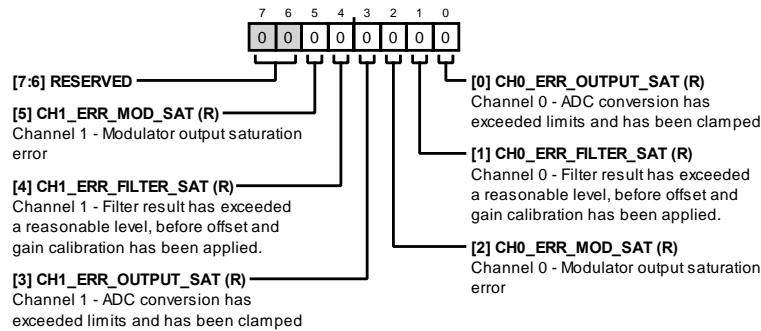 7 6 5 4 3 2 1 0
0 0 0 0 0 0 0 0
[7:6] RESERVED
[5] CH1_ERR_MOD_SAT (R)
Channel 1 - Modulator output saturation
error
[4] CH1_ERR_FILTER_SAT (R)
Channel 1 - Filter result has exceeded
a reasonable level, before offset and
gain calibration has been applied.
[3] CH1_ERR_OUTPUT_SAT (R)
Channel 1 - ADC conversion has
exceeded limits and has been clamped
[0] CH0_ERR_OUTPUT_SAT (R)
Channel 0 - ADC conversion has
exceeded limits and has been clamped
[1] CH0_ERR_FILTER_SAT (R)
Channel 0 - Filter result has exceeded
a reasonable level, before offset and
gain calibration has been applied.
[2] CH0_ERR_MOD_SAT (R)
Channel 0 - Modulator output saturation
error